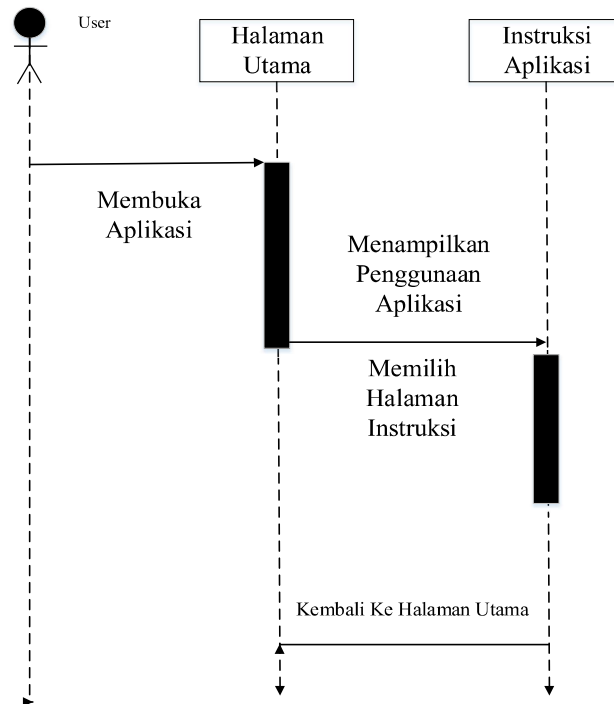 User
Halaman
Utama
Instruksi
Aplikasi
Membuka
Aplikasi
Menampilkan
Penggunaan
Aplikasi
Memilih
Halaman
Instruksi
Kembali Ke Halaman Utama